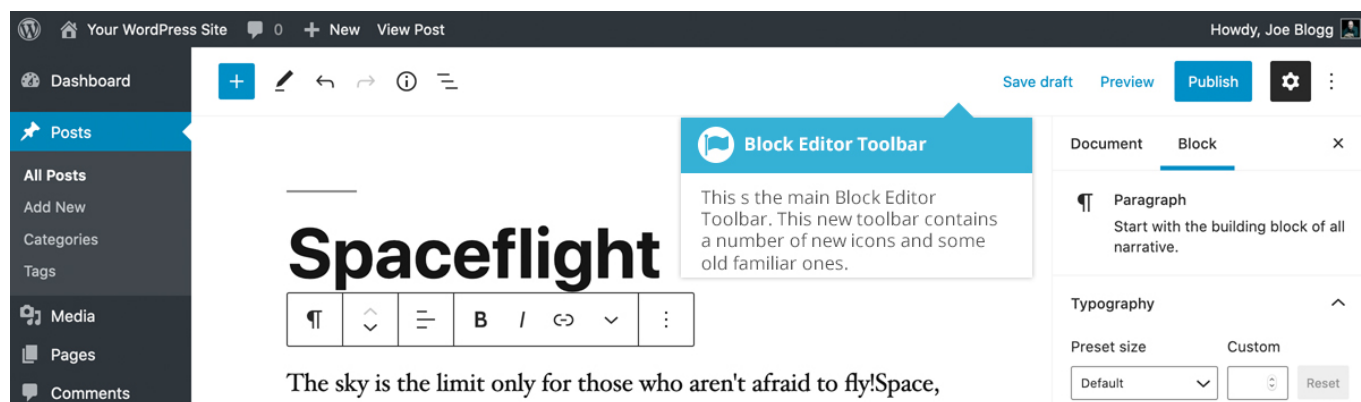 Your WordPress Site 0 New View Post Howdy, Joe Blogg
Dashboard
Posts
All Posts
Add New
Categories
Tags
Media
Pages
Comments
Save draft Preview Publish
Block Editor Toolbar
This s the main Block Editor
Toolbar. This new toolbar contains
a number of new icons and some
old familiar ones.
Spaceflight
B I
The sky is the limit only for those who aren't afraid to fly!Space,
Document Block
Paragraph
Start with the building block of all
narrative.
Typography
Preset size Custom
Default Reset